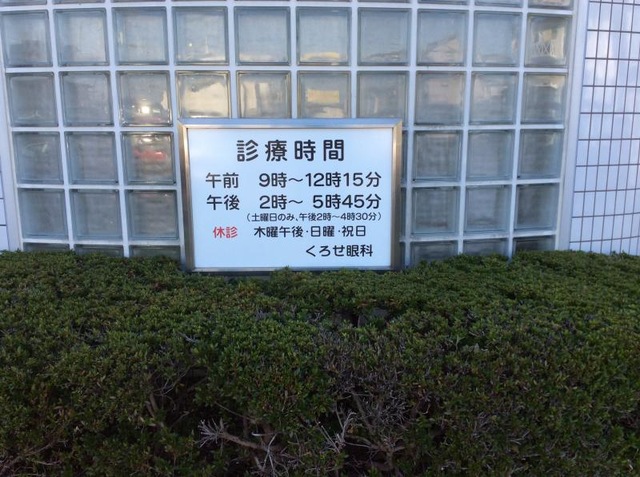 診療時間
午前 9時～12時15分
午後 2時～ 5時45分
(土曜日のみ、午後2時～4時30分)
休診 木曜午後・日曜・祝日
くろせ眼科